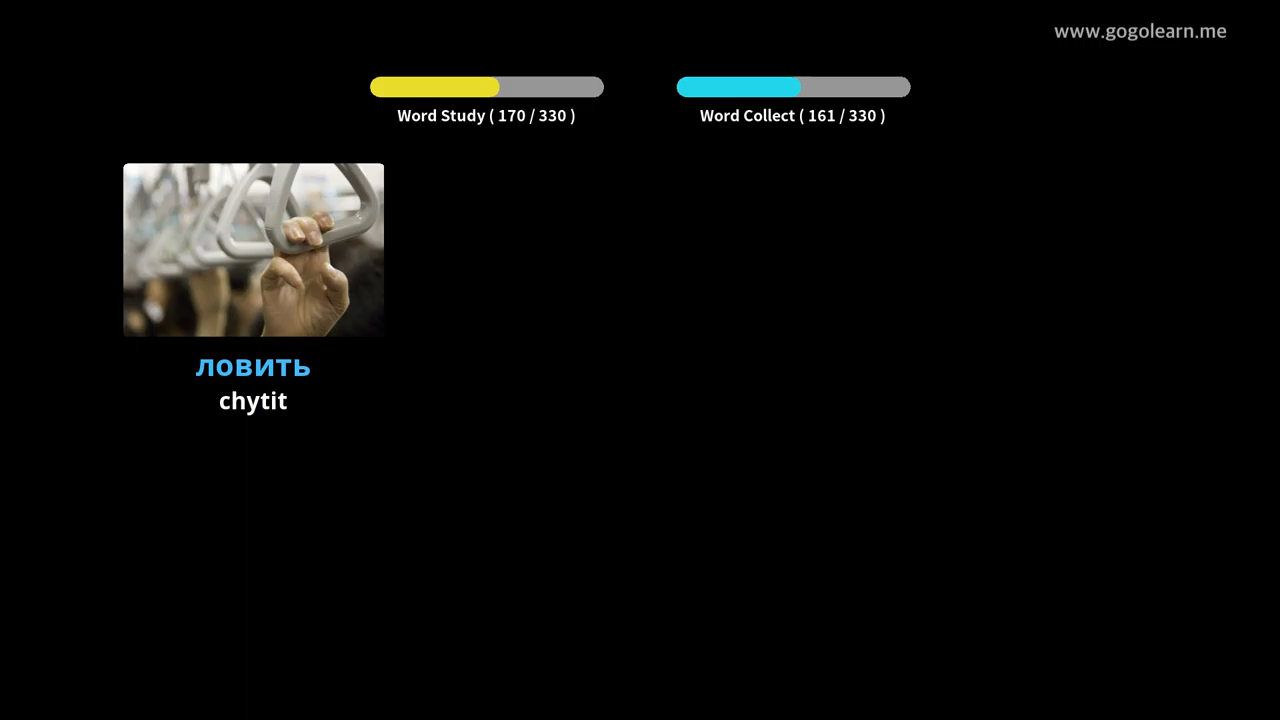 www.gogolearn.me
Word Study ( 170 / 330 )
Word Collect ( 161 / 330 )
ловить
chytit